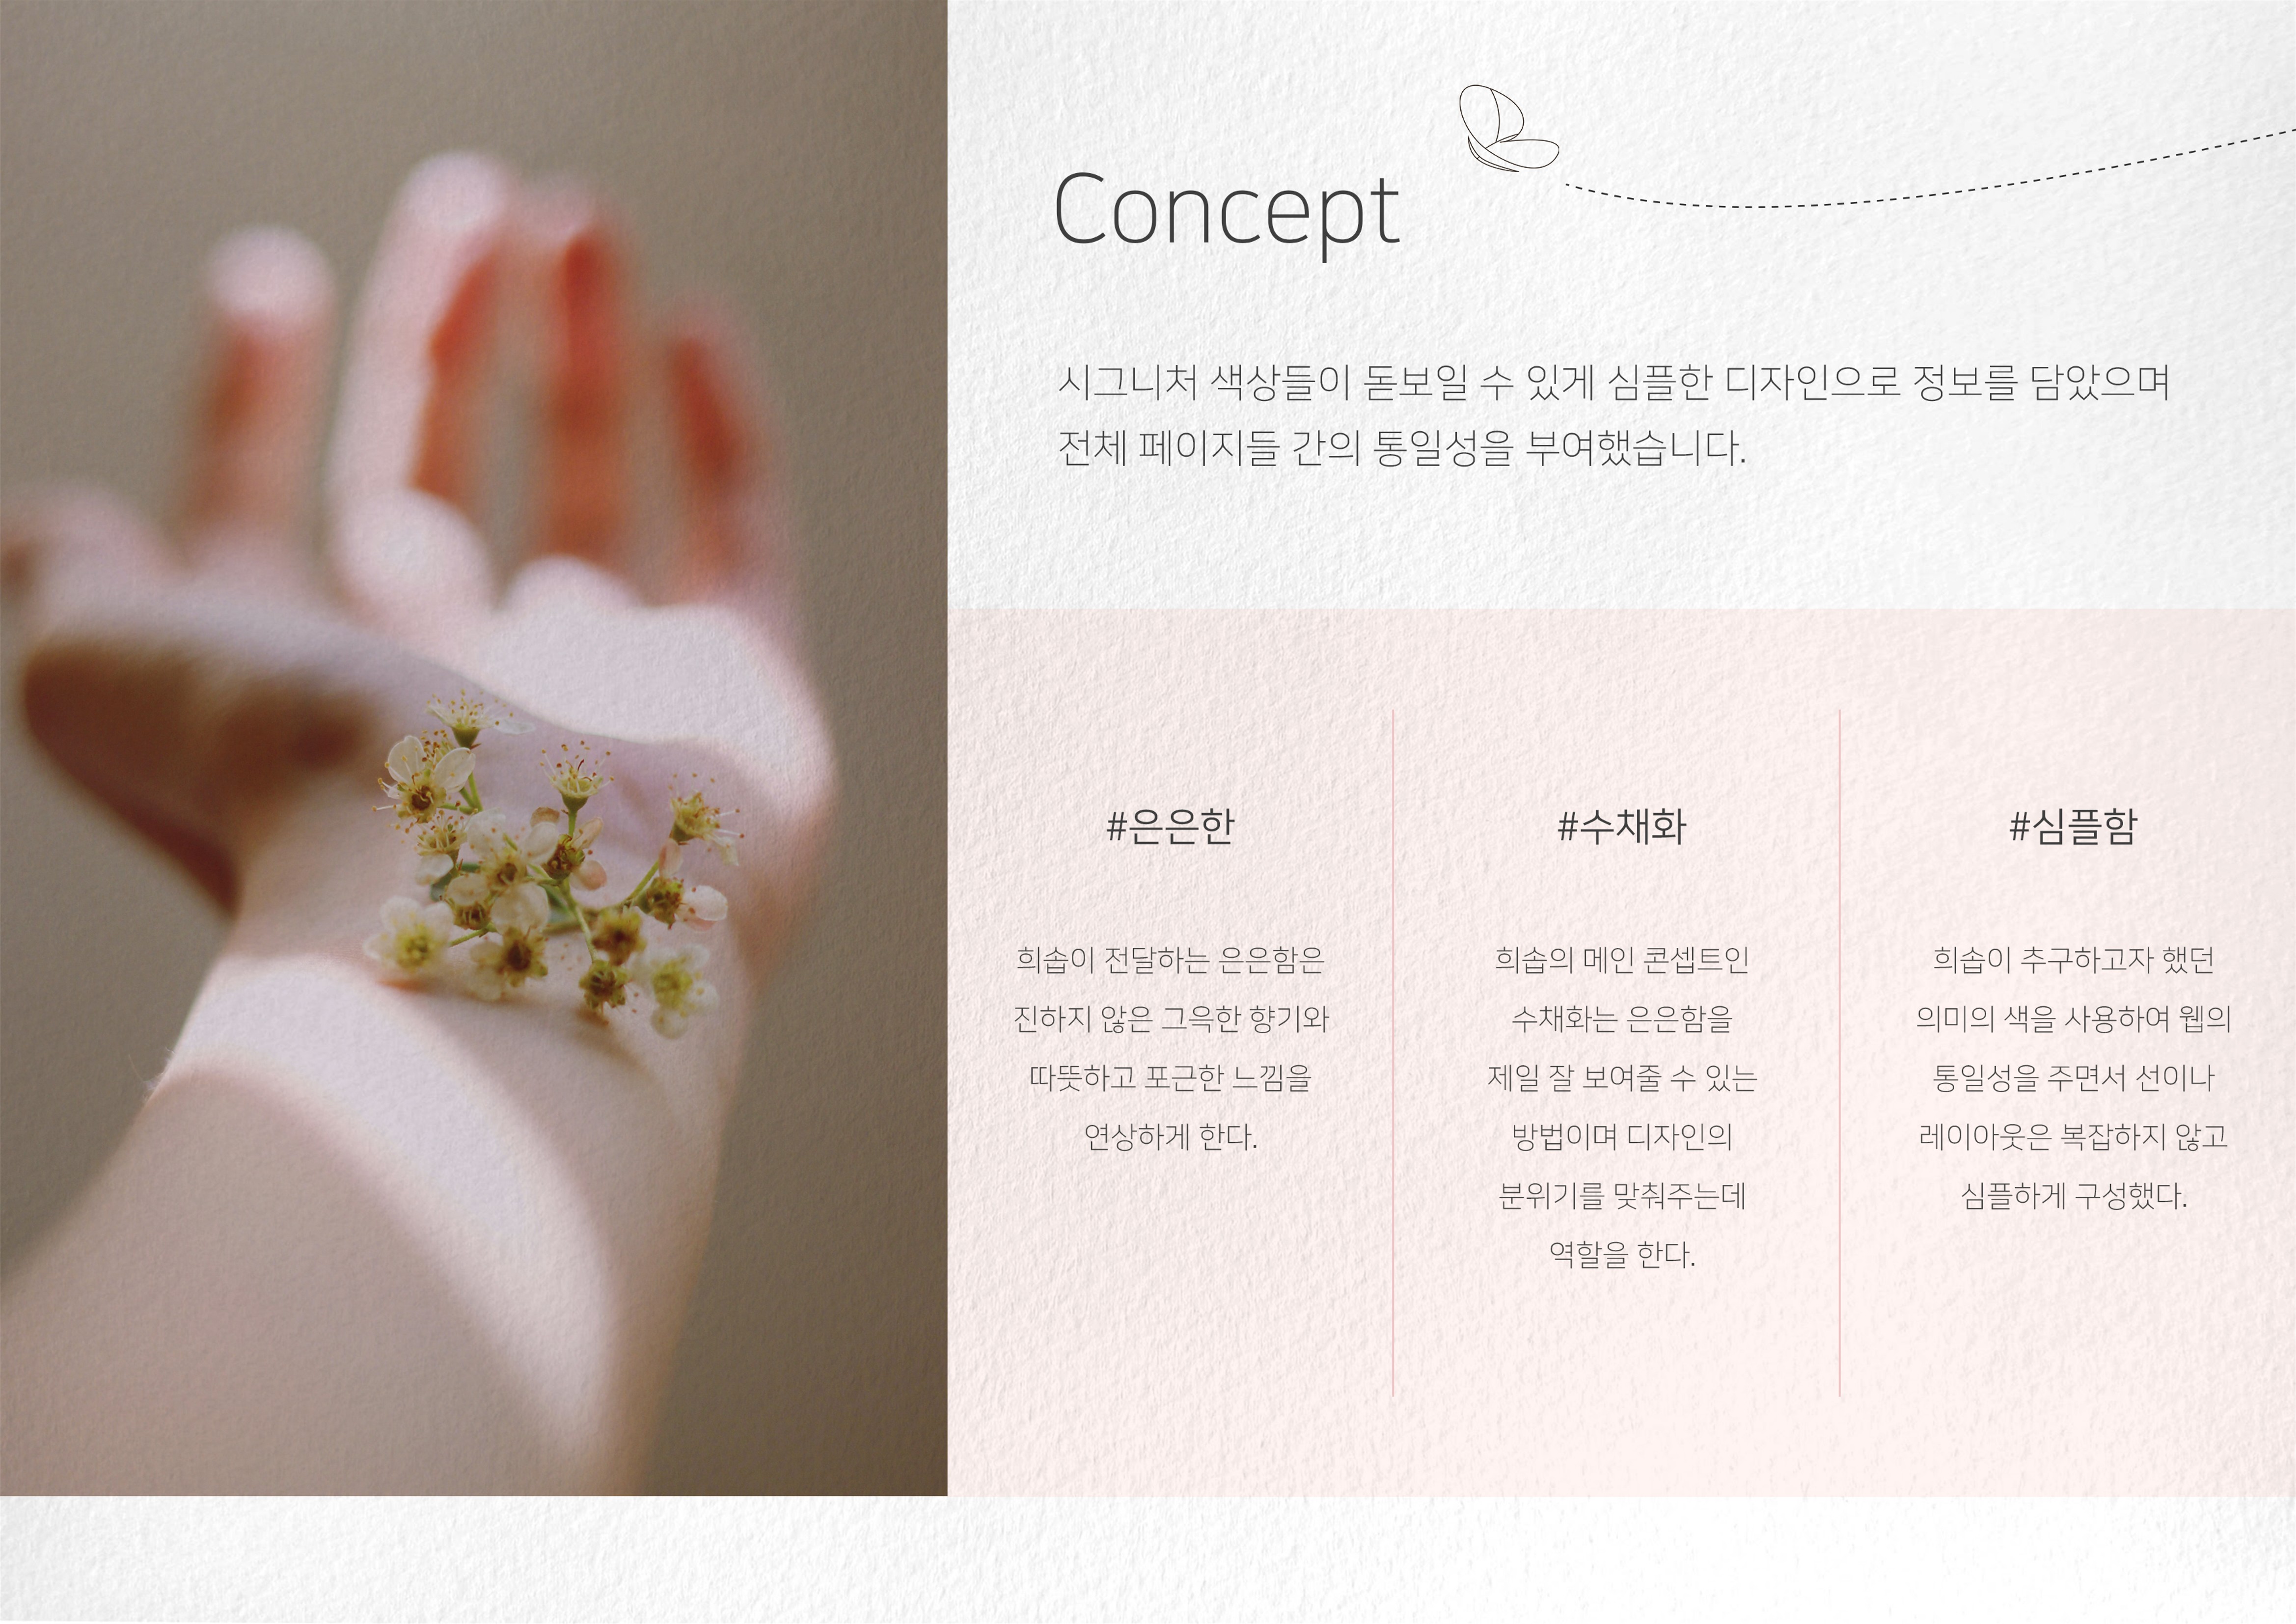 Concept
시그니처 색상들이 돋보일 수 있게 심플한 디자인으로 정보를 담았으며
전체 페이지들 간의 통일성을 부여했습니다.
#은은한
희솝이 전달하는 은은함은
진하지 않은 그윽한 향기와
따뜻하고 포근한 느낌을
연상하게 한다.
#수채화
희솝의 메인 콘셉트인
수채화는 은은함을
제일 잘 보여줄 수 있는
방법이며 디자인의
분위기를 맞춰주는데
역할을 한다.
#심플함
희솝이 추구하고자 했던
의미의 색을 사용하여 웹의
통일성을 주면서 선이나
레이아웃은 복잡하지 않고
심플하게 구성했다.